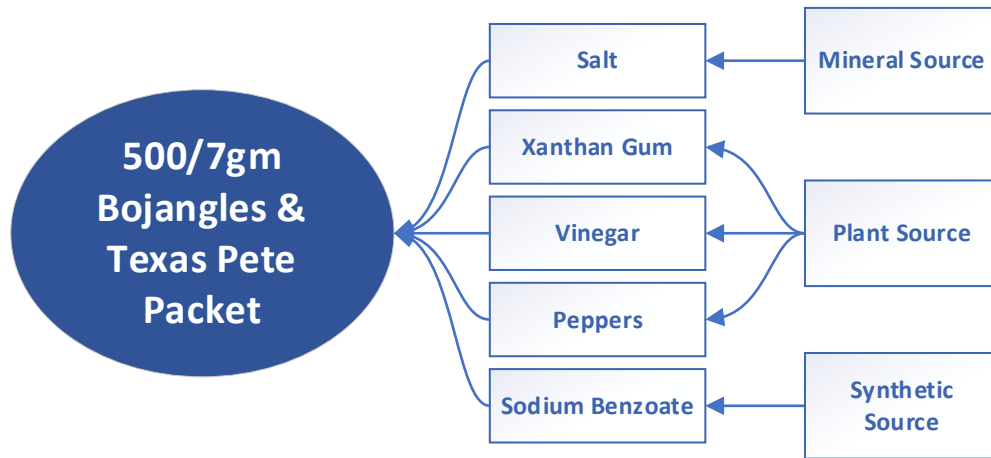 500/7gm
Bojangles &
Texas Pete
Packet
Salt
Xanthan Gum
Vinegar
Peppers
Sodium Benzoate
Mineral Source
Plant Source
Synthetic
Source